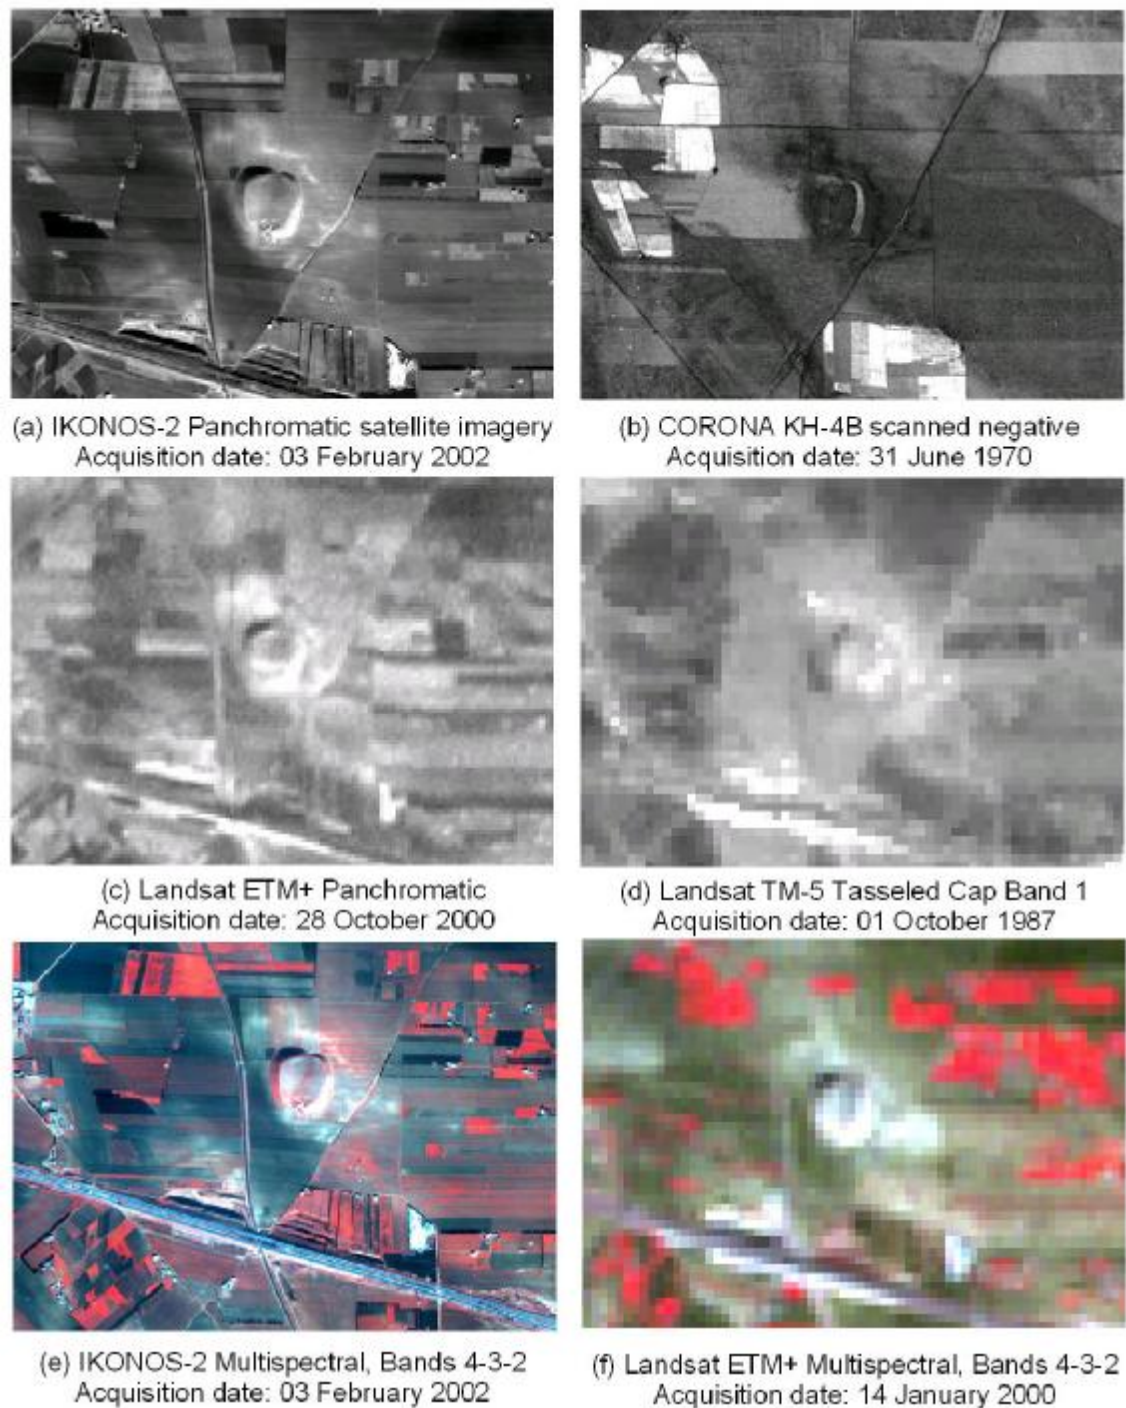 (a) IKONOS-2 Panchromatic satellite imagery
Acquisition date: 03 February 2002
(b) CORONA KH-4B scanned negative
Acquisition date: 31 June 1970
(c) Landsat ETM+ Panchromatic
Acquisition date: 28 October 2000
(d) Landsat TM-5 Tasseled Cap Band 1
Acquisition date: 01 October 1987
(e) IKONOS-2 Multispectral, Bands 4-3-2
Acquisition date: 03 February 2002
(f) Landsat ETM+ Multispectral, Bands 4-3-2
Acquisition date: 14 January 2000